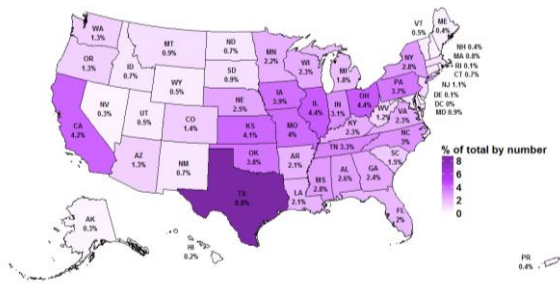 WA
1.3%
OR
1.3%
CA
4.2%
NV
0.3%
ID
0.7%
MT
0.9%
WY
0.5%
UT
0.5%
CO
1.4%
AZ
1.3%
NM
0.7%
ND
0.7%
SD
0.9%
NE
2.5%
KS
4.1%
OK
3.8%
TX
MN
2.2%
IA
3.9%
MO
4%
AR
2.1%
LA
2.1%
WI
2.3%
IL
4.4%
MI
1.8%
IN
3.1%
OH
4.4%
KY
2.3%
TN 3.3%
MS
2.8%
AL
2.6%
GA
2.4%
FL
2%
SC
1.5%
NC
3%
VA
2.3%
WV
1.2%
PA
3.7%
NY
2.8%
VT
0.5%
ME
0.4%
NH 0.4%
MA 0.8%
RI 0.1%
CT 0.7%
NJ 1.1%
DE 0.1%
DC 0%
MD 0.9%
AK
0.3%
HI
0.2%
PR
0.4%
% of total by number
8
6
4
2
0